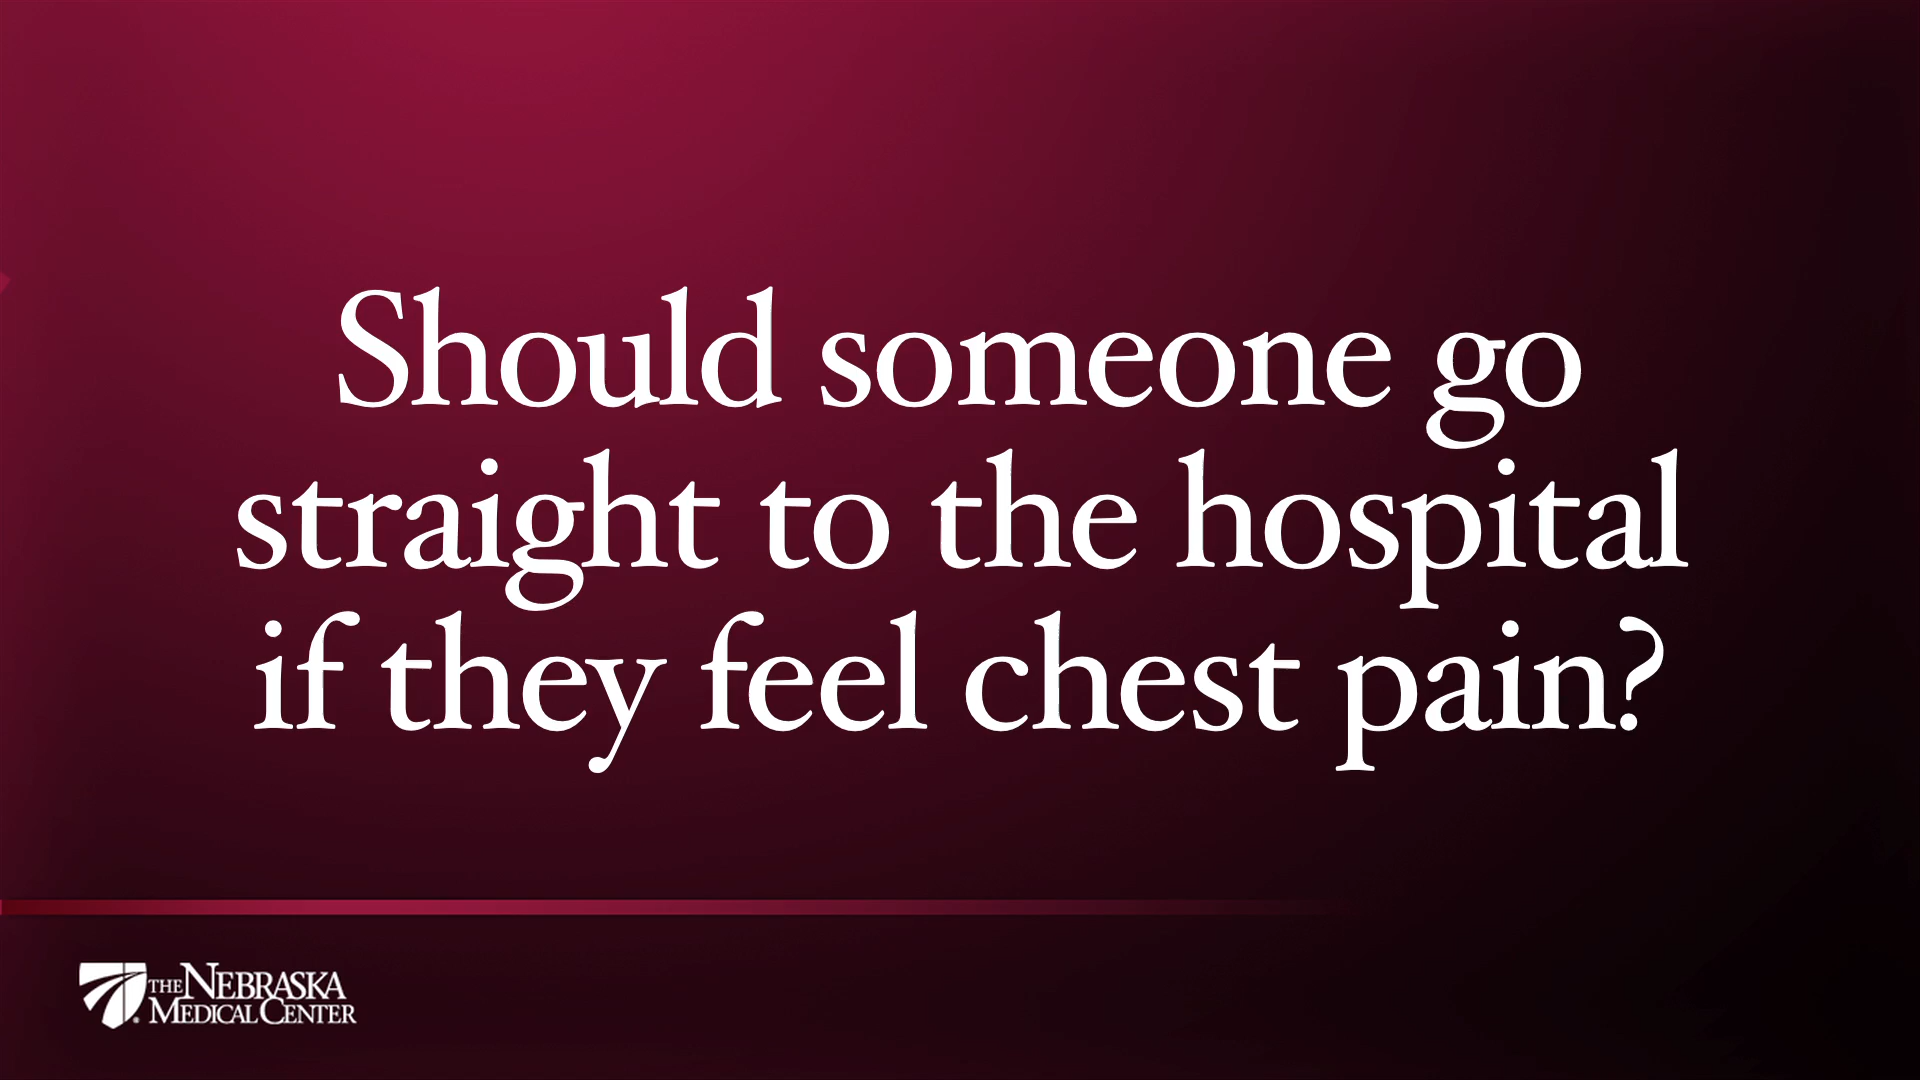 Should someone go
straight to the hospital
if they feel chest pain?
THE NEBRASKA
MEDICAL CENTER